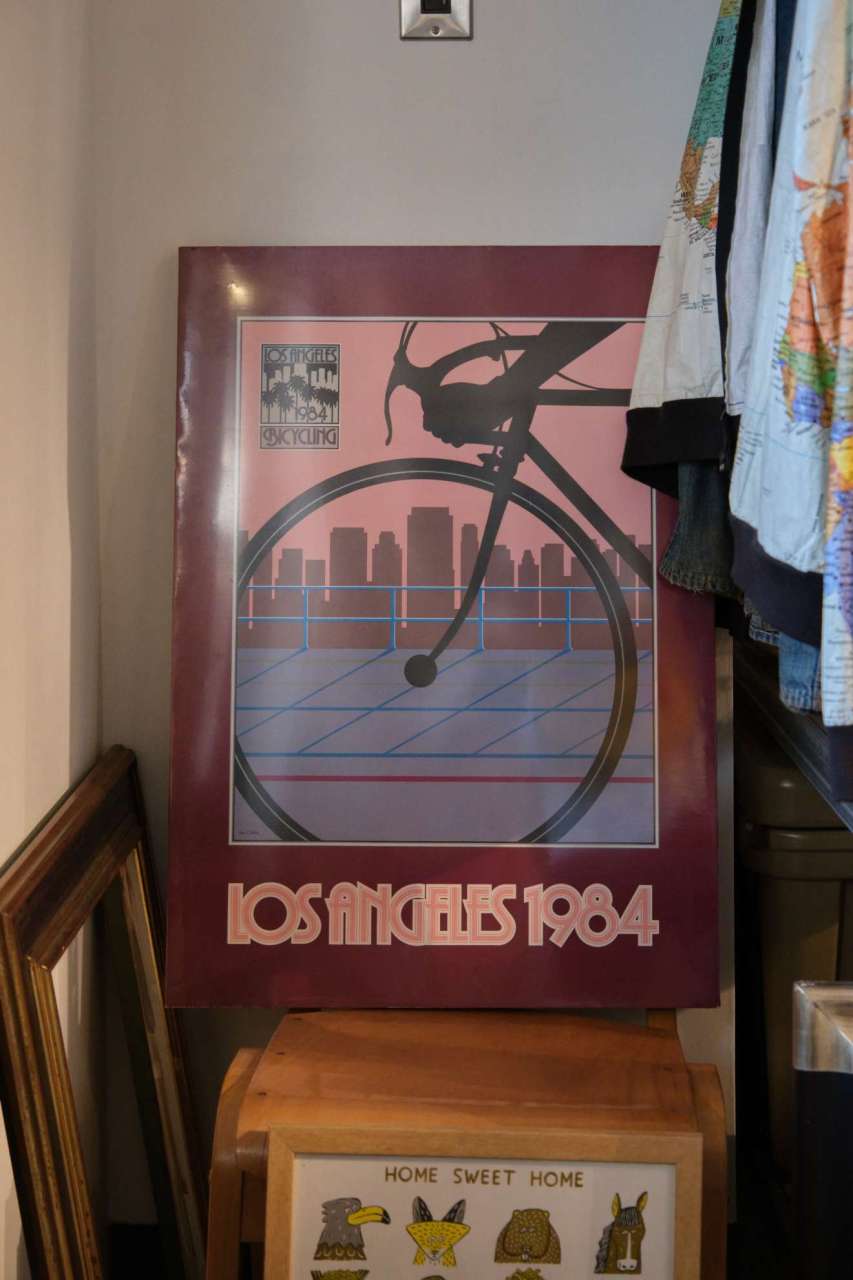 LOS ANGELES
1984
BICYCLING
LOS ANGELES 1984
HOME SWEET HOME